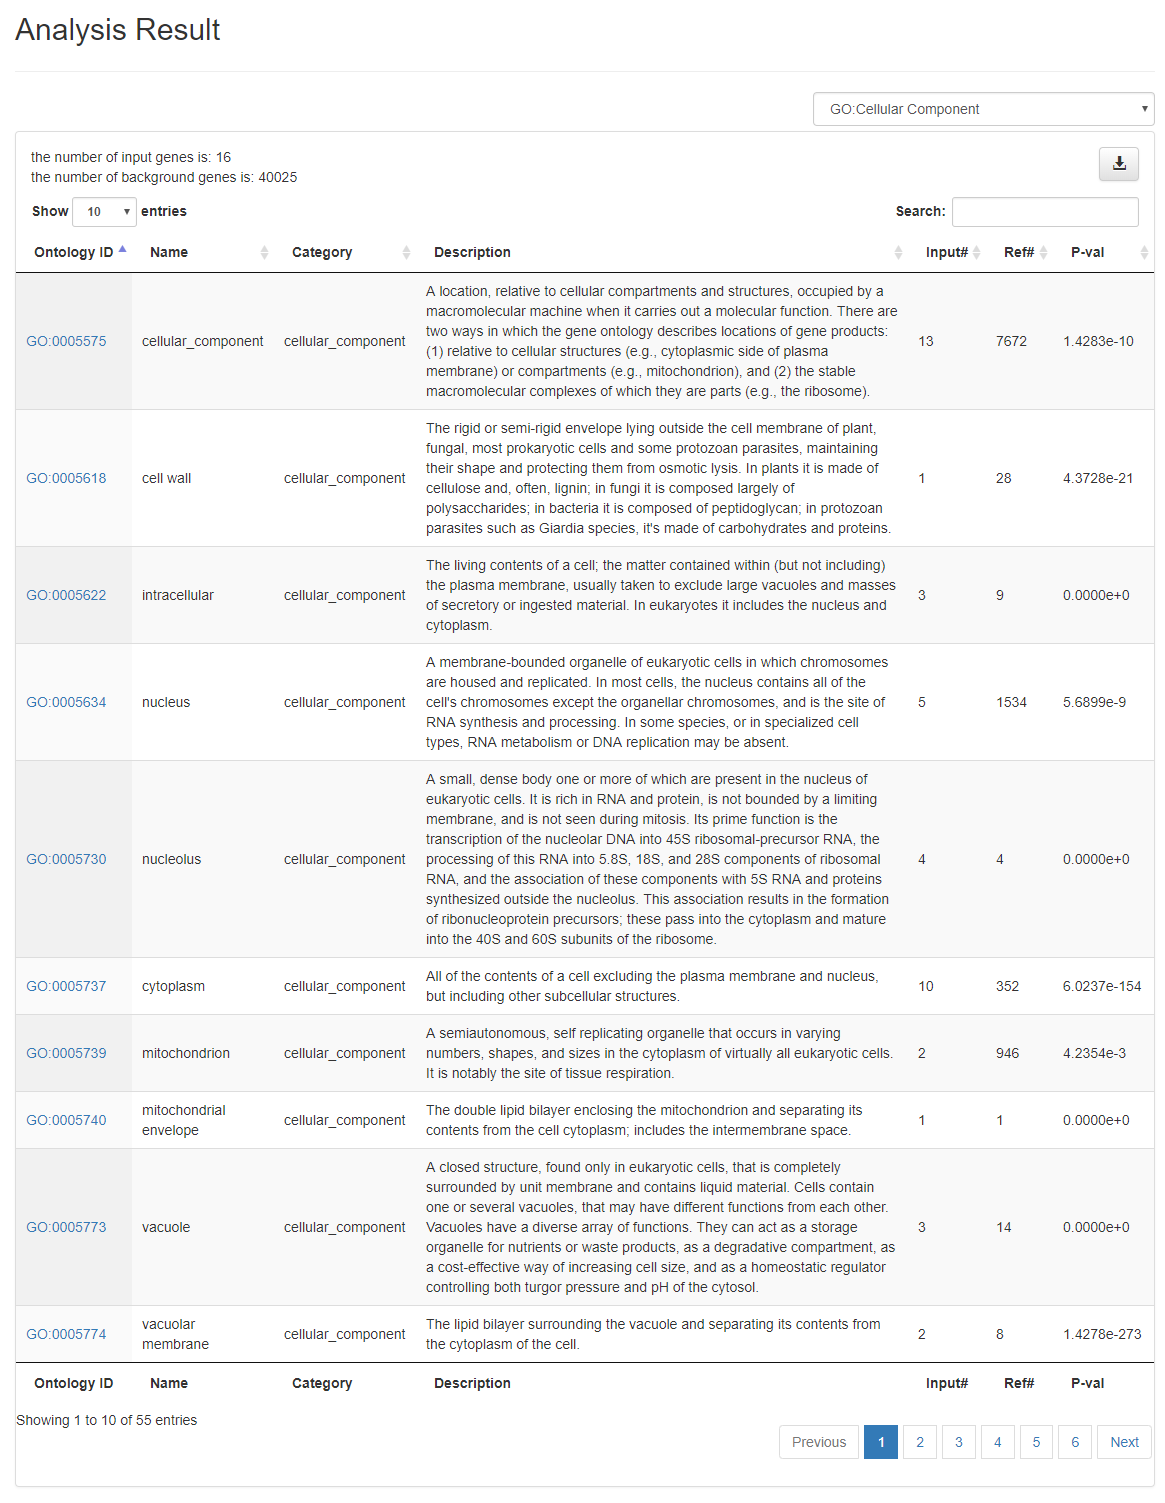 Analysis Result
GO:Cellular Component
the number of input genes is: 16
the number of background genes is: 40025
Show 10 entries
Search:
Ontology ID Name Category Description Input# Ref# P-val
A location, relative to cellular compartments and structures, occupied by a
macromolecular machine when it carries out a molecular function. There are
two ways in which the gene ontology describes locations of gene products:
GO:0005575 cellular_component cellular_component 13 7672 1.4283e-10
(1) relative to cellular structures (e.g., cytoplasmic side of plasma
membrane) or compartments (e.g., mitochondrion), and (2) the stable
macromolecular complexes of which they are parts (e.g., the ribosome).
The rigid or semi-rigid envelope lying outside the cell membrane of plant,
fungal, most prokaryotic cells and some protozoan parasites, maintaining
their shape and protecting them from osmotic lysis. In plants it is made of
GO:0005618 cell wall cellular_component 1 28 4.3728e-21
cellulose and, often, lignin; in fungi it is composed largely of
polysaccharides; in bacteria it is composed of peptidoglycan; in protozoan
parasites such as Giardia species, it's made of carbohydrates and proteins.
The living contents of a cell; the matter contained within (but not including)
the plasma membrane, usually taken to exclude large vacuoles and masses
GO:0005622 intracellular cellular_component 3 9 0.0000e+0
of secretory or ingested material. In eukaryotes it includes the nucleus and
cytoplasm.
A membrane-bounded organelle of eukaryotic cells in which chromosomes
are housed and replicated. In most cells, the nucleus contains all of the
GO:0005634 nucleus cellular_component cell's chromosomes except the organellar chromosomes, and is the site of 5 1534 5.6899e-9
RNA synthesis and processing. In some species, or in specialized cell
types, RNA metabolism or DNA replication may be absent.
A small, dense body one or more of which are present in the nucleus of
eukaryotic cells. It is rich in RNA and protein, is not bounded by a limiting
membrane, and is not seen during mitosis. Its prime function is the
transcription of the nucleolar DNA into 45S ribosomal-precursor RNA, the
GO:0005730 nucleolus cellular_component processing of this RNA into 5.8S, 18S, and 28S components of ribosomal 4 4 0.0000e+0
RNA, and the association of these components with 5S RNA and proteins
synthesized outside the nucleolus. This association results in the formation
of ribonucleoprotein precursors; these pass into the cytoplasm and mature
into the 40S and 60S subunits of the ribosome.
All of the contents of a cell excluding the plasma membrane and nucleus,
GO:0005737 cytoplasm cellular_component 10 352 6.0237e-154
but including other subcellular structures.
A semiautonomous, self replicating organelle that occurs in varying
GO:0005739 mitochondrion cellular_component numbers, shapes, and sizes in the cytoplasm of virtually all eukaryotic cells. 2 946 4.2354e-3
It is notably the site of tissue respiration.
mitochondrial The double lipid bilayer enclosing the mitochondrion and separating its
GO:0005740 cellular_component 1 1 0.0000e+0
envelope contents from the cell cytoplasm; includes the intermembrane space.
A closed structure, found only in eukaryotic cells, that is completely
surrounded by unit membrane and contains liquid material. Cells contain
one or several vacuoles, that may have different functions from each other.
GO:0005773 vacuole cellular_component Vacuoles have a diverse array of functions. They can act as a storage 3 14 0.0000e+0
organelle for nutrients or waste products, as a degradative compartment, as
a cost-effective way of increasing cell size, and as a homeostatic regulator
controlling both turgor pressure and pH of the cytosol.
vacuolar The lipid bilayer surrounding the vacuole and separating its contents from
GO:0005774 cellular_component 2 8 1.4278e-273
membrane the cytoplasm of the cell.
Ontology ID Name Category Description Input# Ref# P-val
Showing 1 to 10 of 55 entries
Previous 1 2 3 4 5 6 Next